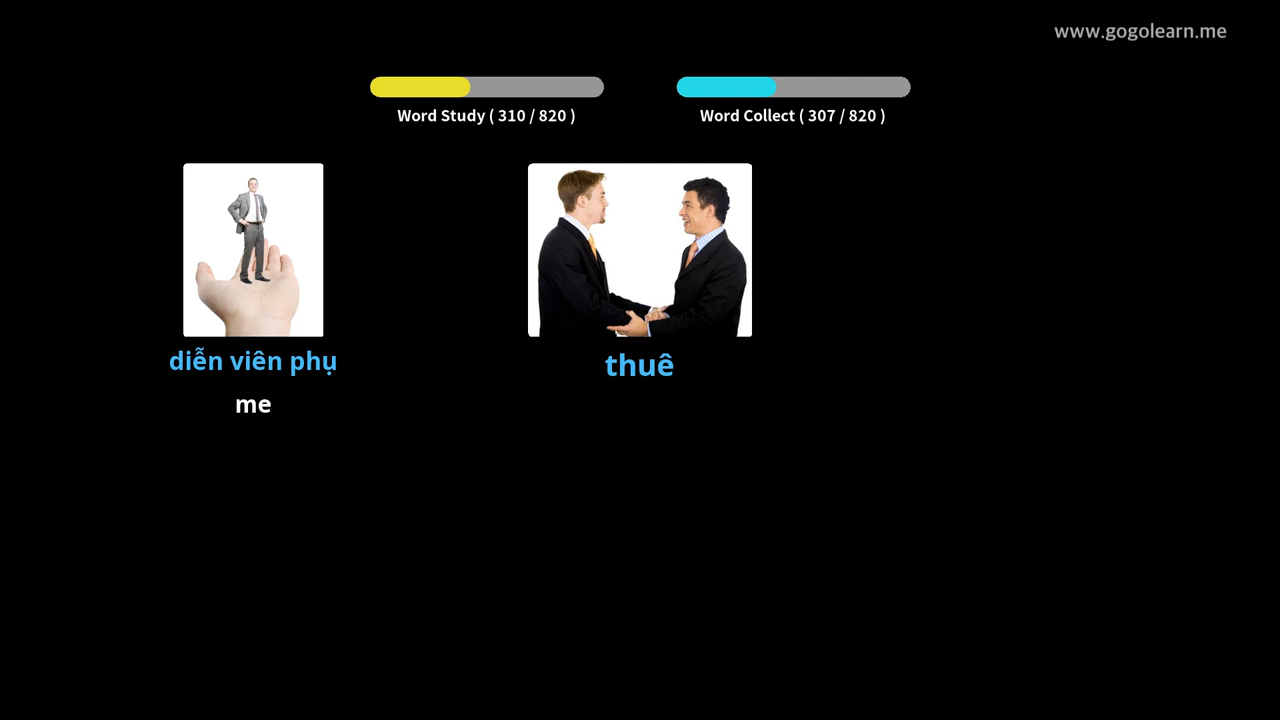 www.gogolearn.me
Word Study ( 310 / 820 )
Word Collect ( 307 / 820 )
diễn viên phụ
me
thuê